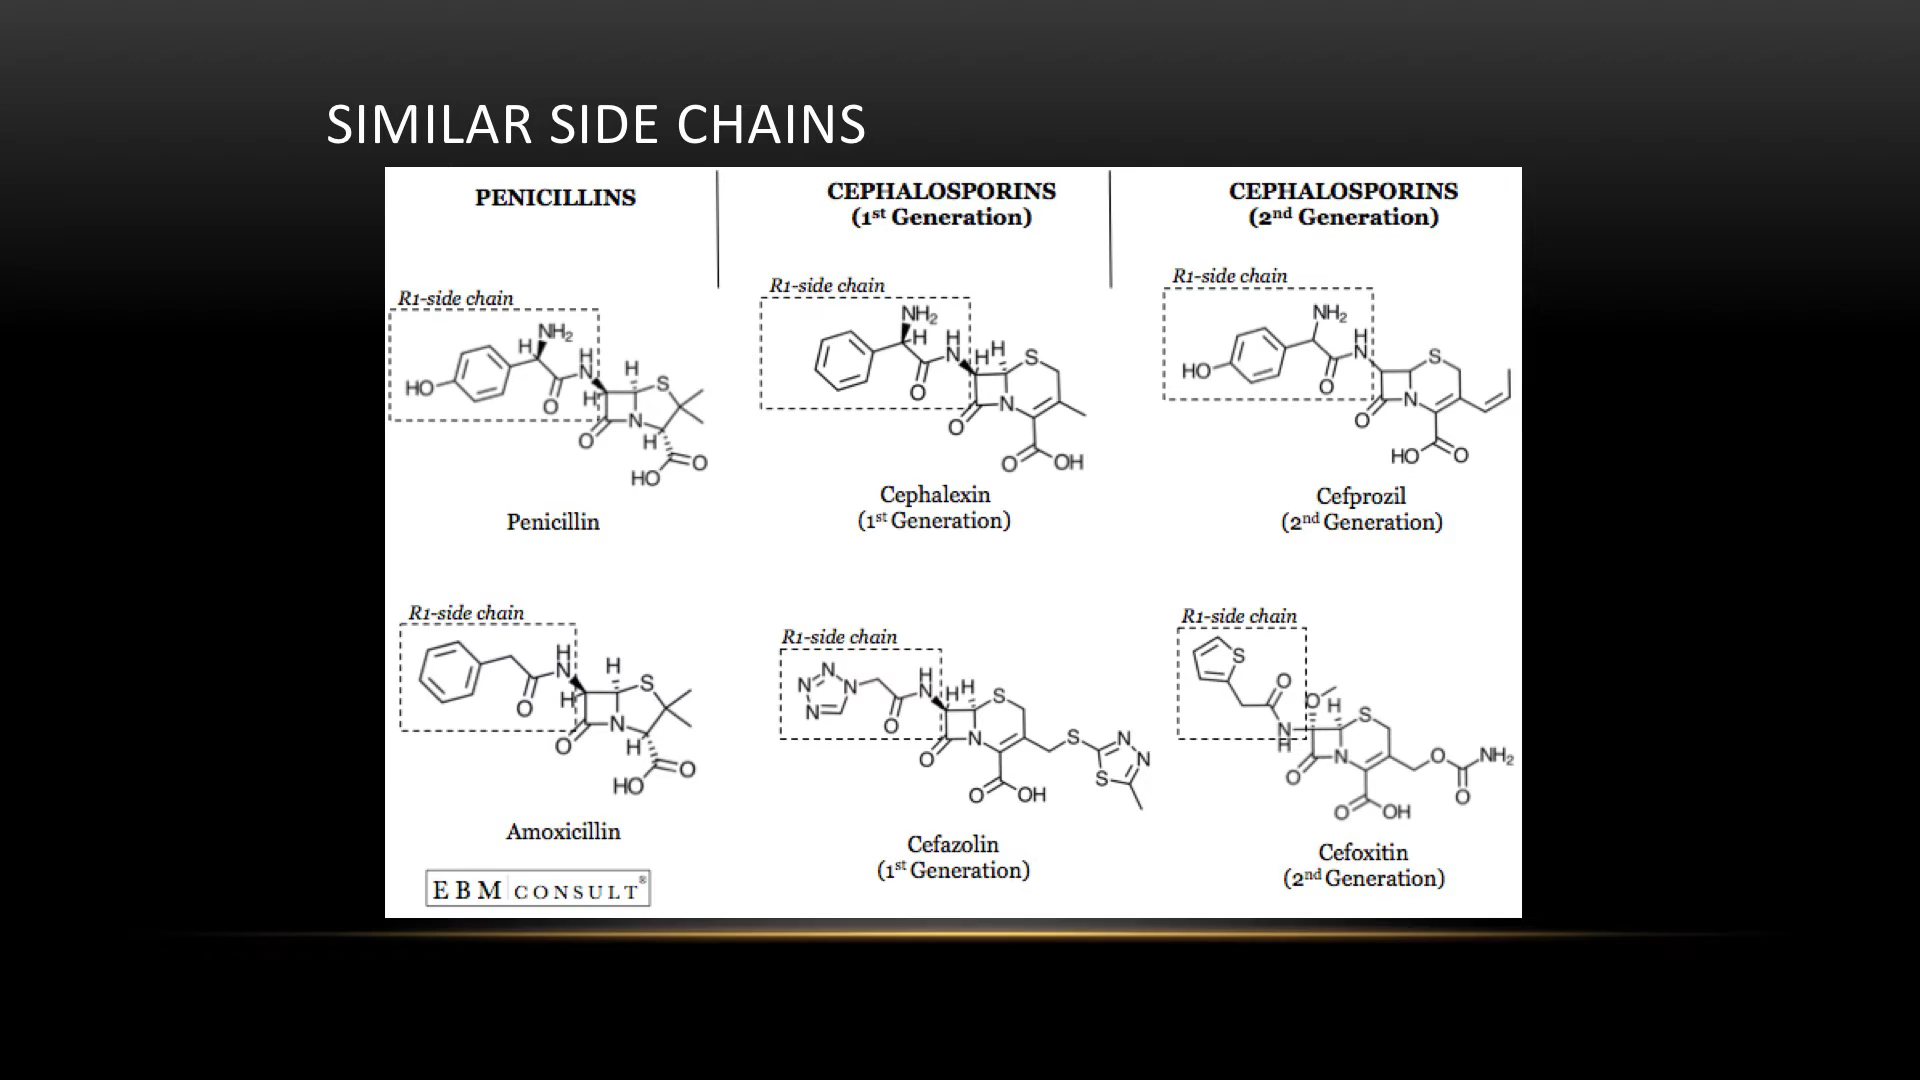 SIMILAR SIDE CHAINS
PENICILLINS
CEPHALOSPORINS
(1st Generation)
CEPHALOSPORINS
(2nd Generation)
R1-side chain
NH2
H
H
N
H
HO
O
H
S
N
O
H
O
HO
Penicillin
R1-side chain
NH2
H
H
N
O
H
H
S
N
O
O
OH
Cephalexin
(1st Generation)
R1-side chain
NH2
H
N
HO
O
S
N
O
HO
O
Cefprozil
(2nd Generation)
R1-side chain
H
N
O
H
H
S
N
O
H
O
HO
Amoxicillin
R1-side chain
N
N
N
N
H
N
O
H
H
S
N
O
S
N
N
S
O
OH
Cefazolin
(1st Generation)
R1-side chain
S
O
N
H
O
H
S
N
O
O
NH2
O
O
OH
Cefoxitin
(2nd Generation)
EBM CONSULT®